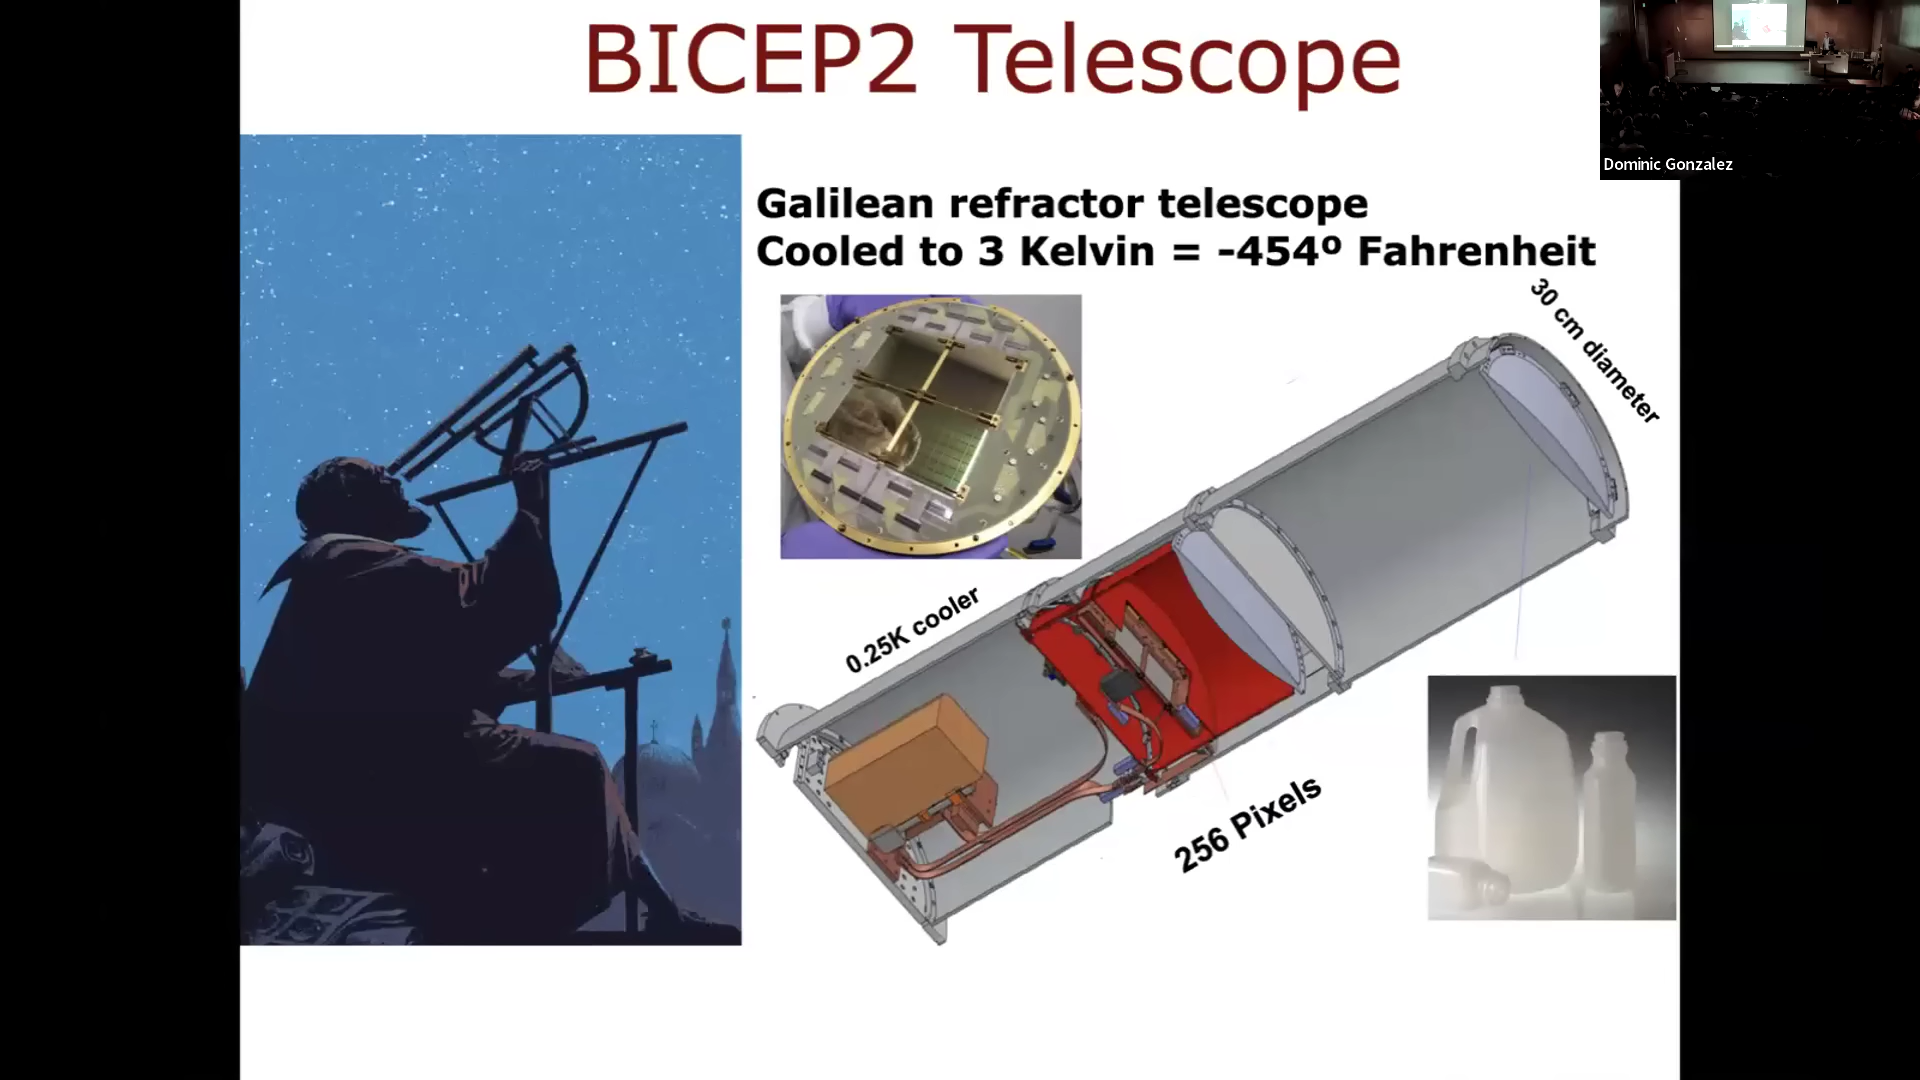 BICEP2 Telescope
Dominic Gonzalez
Galilean refractor telescope
Cooled to 3 Kelvin = -454º Fahrenheit
30 cm diameter
0.25K cooler
256 Pixels